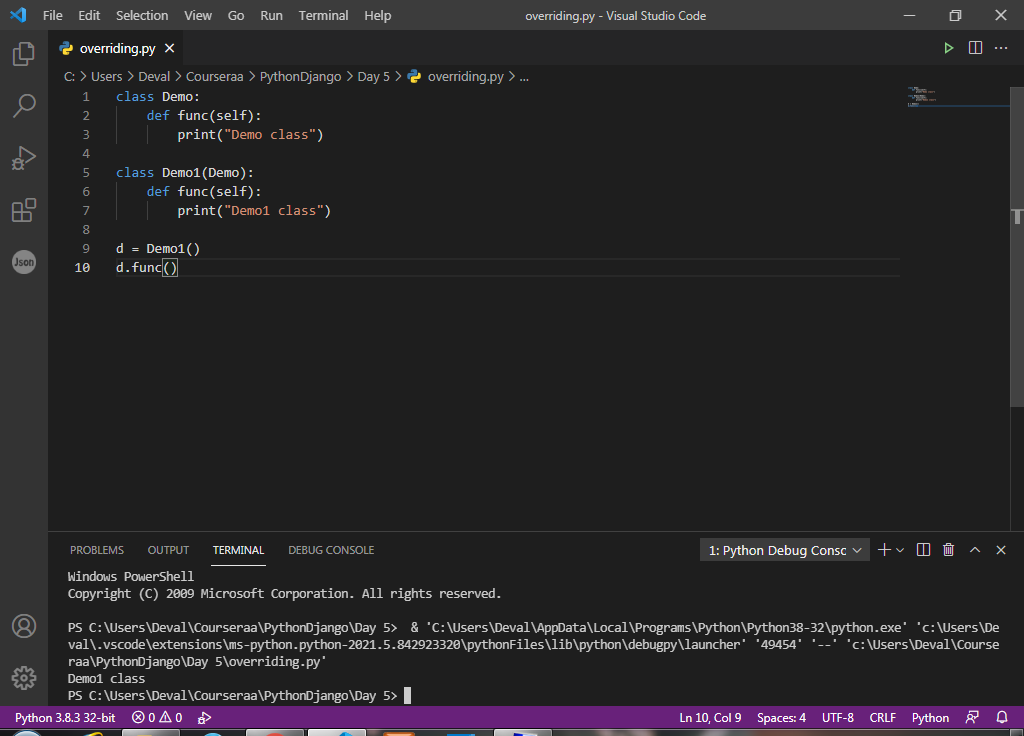 File Edit Selection View Go Run Terminal Help overriding.py - Visual Studio Code
overriding.py
C: > Users > Deval > Courseraa > PythonDjango > Day 5 > overriding.py > ...
1 class Demo:
2     def func(self):
3         print("Demo class")
4
5 class Demo1(Demo):
6     def func(self):
7         print("Demo1 class")
8
9 d = Demo1()
10 d.func()
Json
T
PROBLEMS OUTPUT TERMINAL DEBUG CONSOLE 1: Python Debug Consc
Windows PowerShell
Copyright (C) 2009 Microsoft Corporation. All rights reserved.
PS C:\Users\Deval\Courseraa\PythonDjango\Day 5>  & 'C:\Users\Deval\AppData\Local\Programs\Python\Python38-32\python.exe' 'c:\Users\De
val\.vscode\extensions\ms-python.python-2021.5.842923320\pythonFiles\lib\python\debugpy\launcher' '49454' '--' 'c:\Users\Deval\Course
raa\PythonDjango\Day 5\overriding.py'
Demo1 class
PS C:\Users\Deval\Courseraa\PythonDjango\Day 5>
Python 3.8.3 32-bit 0 0 Ln 10, Col 9 Spaces: 4 UTF-8 CRLF Python